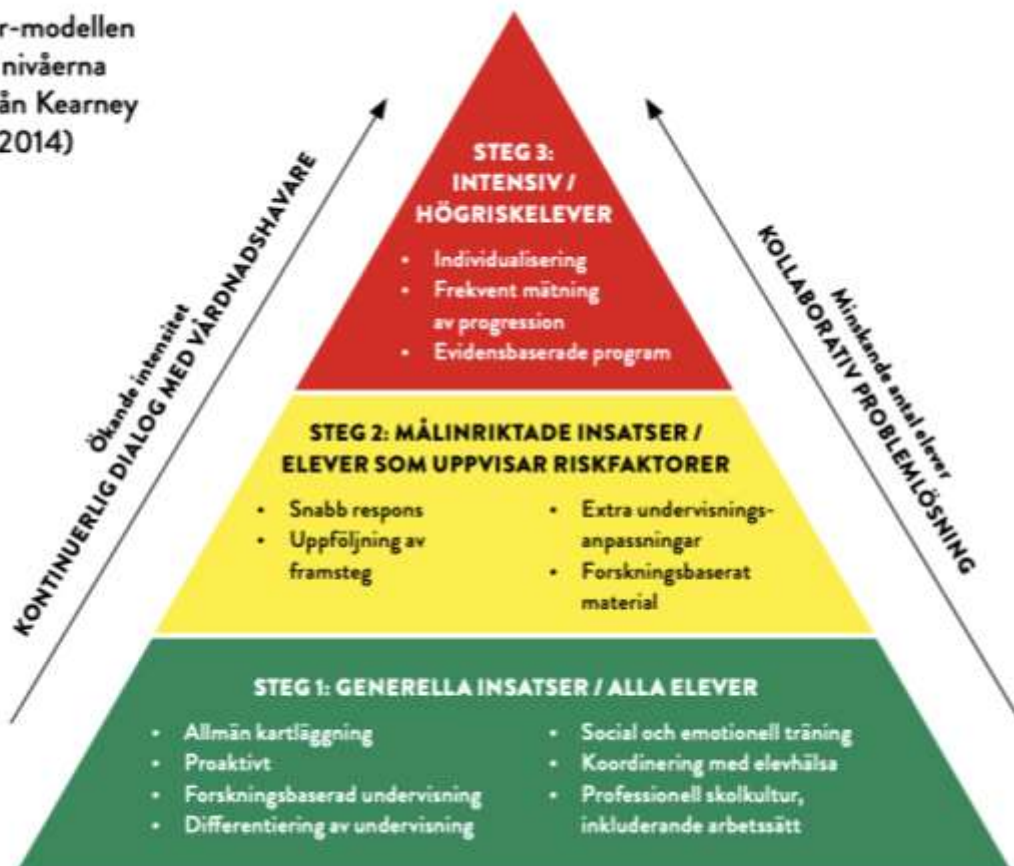 r-modellen
nivåerna
ån Kearney
2014)
Ökande intensitet
KONTINUERLIG DIALOG MED VÅRDNADSHAVARE
Minskande antal elever
KOLLABORATIV PROBLEMLÖSNING
STEG 3:
INTENSIV /
HÖGRISKELEVER
• Individualisering
• Frekvent mätning
av progression
• Evidensbaserade program
STEG 2: MÅLINRIKTADE INSATSER /
ELEVER SOM UPPVISAR RISKFAKTORER
• Snabb respons
• Uppföljning av
framsteg
• Extra undervisnings-
anpassningar
• Forskningsbaserat
material
STEG 1: GENERELLA INSATSER / ALLA ELEVER
• Allmän kartläggning
• Proaktivt
• Forskningsbaserad undervisning
• Differentiering av undervisning
• Social och emotionell träning
• Koordinering med elevhälsa
• Professionell skolkultur,
inkluderande arbetssätt